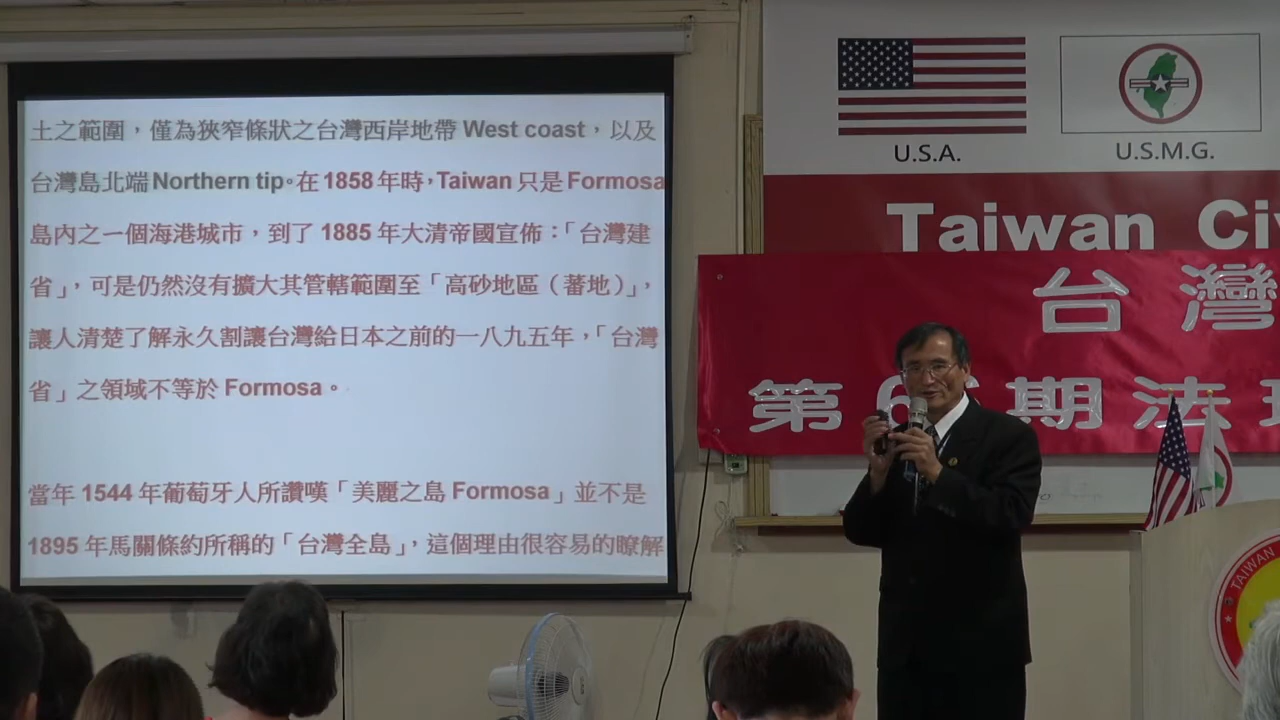 土之範圍，僅為狹窄條狀之台灣西岸地帶 West coast，以及
台灣島北端 Northern tip。在 1858 年時，Taiwan 只是 Formosa
島內之一個海港城市，到了 1885 年大清帝國宣佈：「台灣建
省」，可是仍然沒有擴大其管轄範圍至「高砂地區（蕃地）」，
讓人清楚了解永久割讓台灣給日本之前的一八九五年，「台灣
省」之領域不等於 Formosa。
當年 1544 年葡萄牙人所讚嘆「美麗之島 Formosa」並不是
1895 年馬關條約所稱的「台灣全島」，這個理由很容易的瞭解
U.S.A.
U.S.M.G.
Taiwan Ci
台灣
第6 期法
TAIWAN